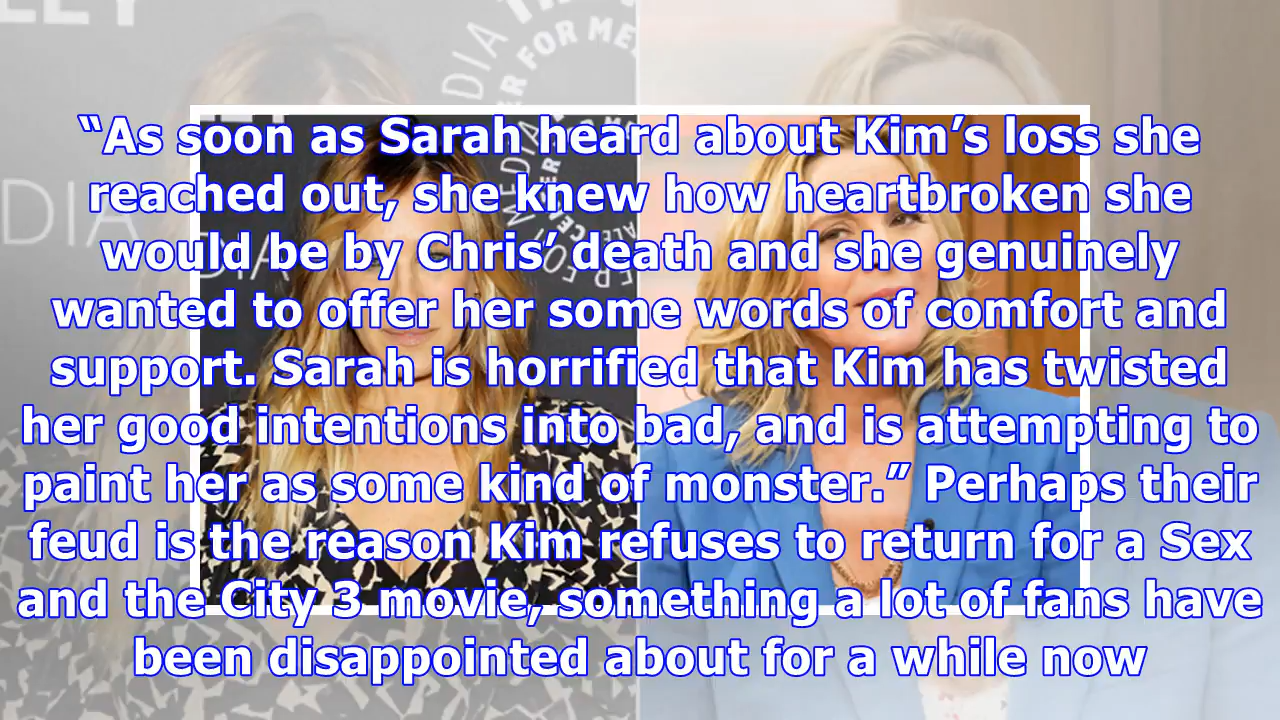 “As soon as Sarah heard about Kim’s loss she
reached out, she knew how heartbroken she
would be by Chris’ death and she genuinely
wanted to offer her some words of comfort and
support. Sarah is horrified that Kim has twisted
her good intentions into bad, and is attempting to
paint her as some kind of monster.” Perhaps their
feud is the reason Kim refuses to return for a Sex
and the City 3 movie, something a lot of fans have
been disappointed about for a while now